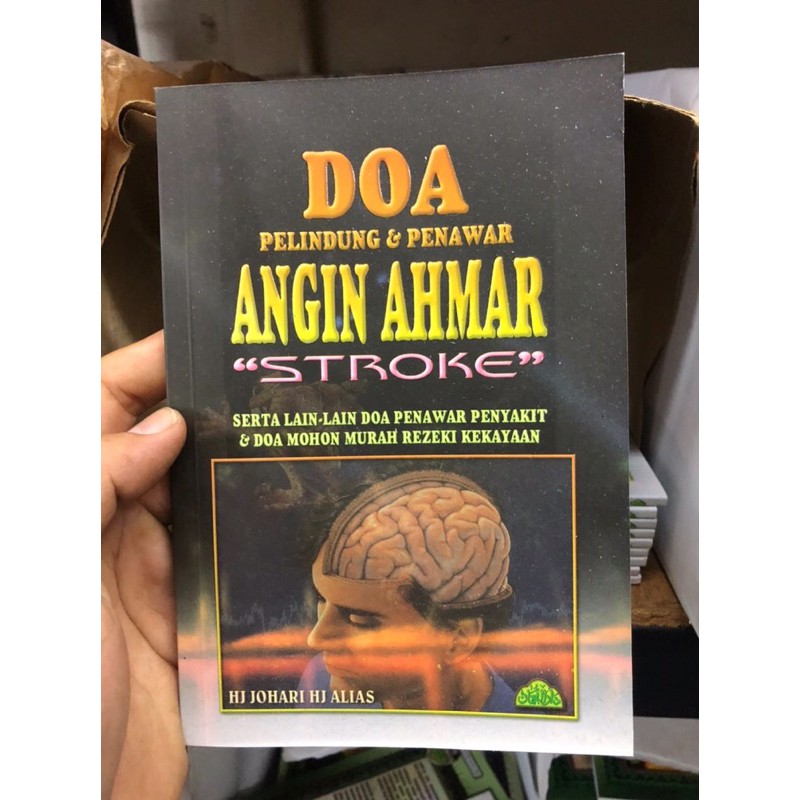 DOA
PELINDUNG & PENAWAR
ANGIN AHMAR
“STROKE”
SERTA LAIN-LAIN DOA PENAWAR PENYAKIT
& DOA MOHON MURAH REZEKI KEKAYAAN
HJ JOHARI HJ ALIAS